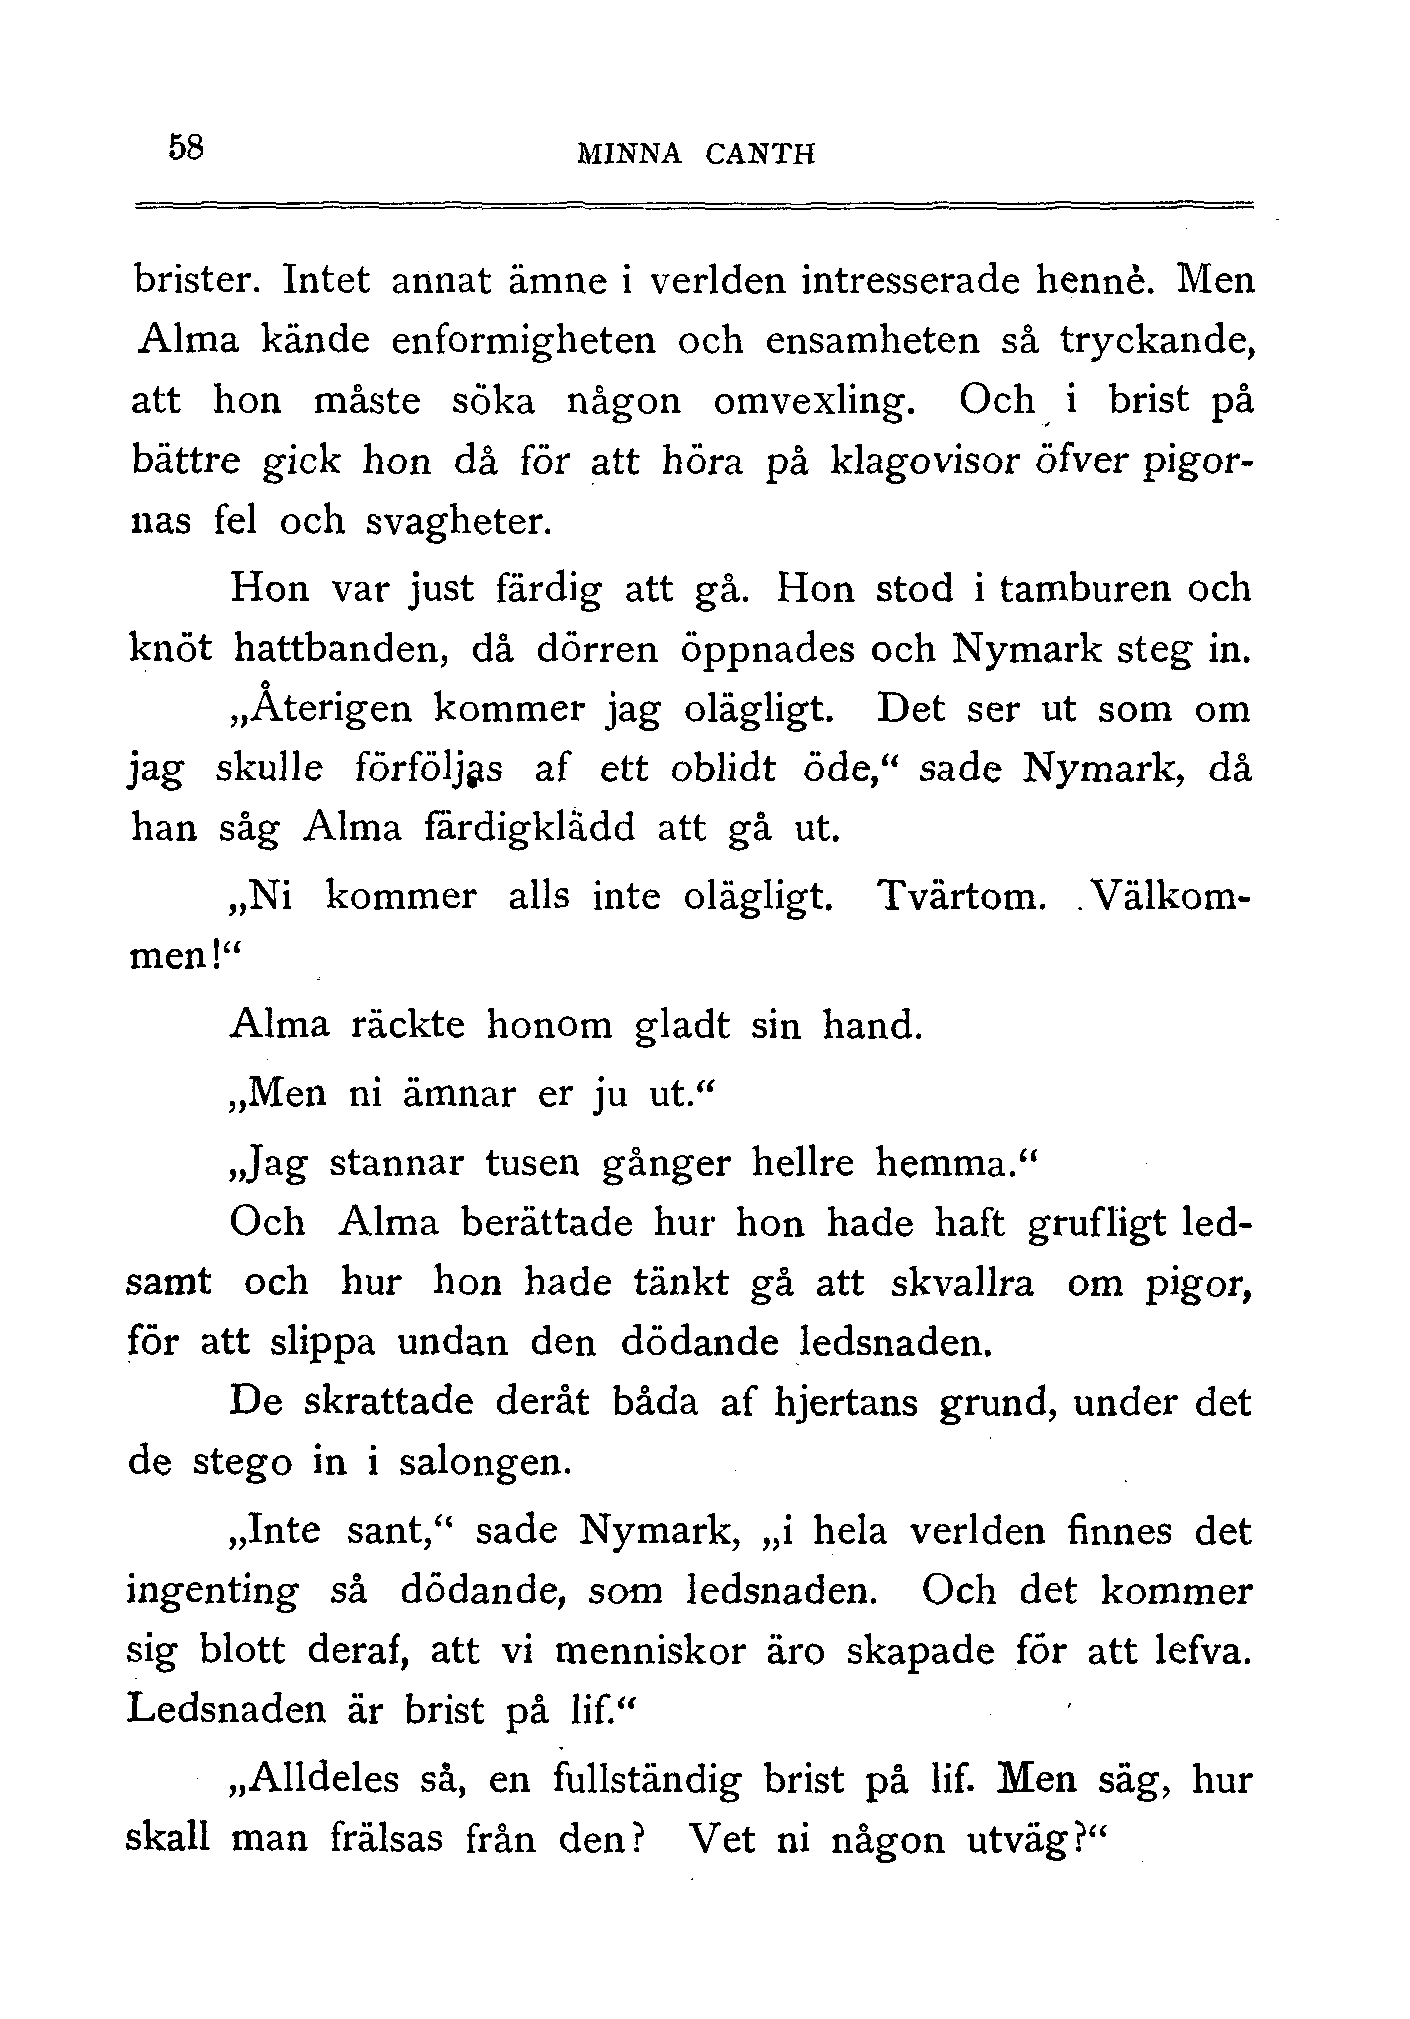 58
MINNA CANTH
brister. Intet annat ämne i verlden intresserade henne. Men
Alma kände enformigheten och ensamheten så tryckande,
att hon måste söka någon omvexling. Och i brist på
bättre gick hon då för att höra på klagovisor öfver pigor-
nas fel och svagheter.
Hon var just färdig att gå. Hon stod i tamburen och
knöt hattbanden, då dörren öppnades och Nymark steg in.
„Återigen kommer jag olägligt. Det ser ut som om
jag skulle förföljas af ett oblidt öde,“ sade Nymark, då
han såg Alma färdigklädd att gå ut.
„Ni kommer alls inte olägligt. Tvärtom. Välkom-
men!“
Alma räckte honom gladt sin hand.
„Men ni ämnar er ju ut.“
„Jag stannar tusen gånger hellre hemma.“
Och Alma berättade hur hon hade haft grufligt led-
samt och hur hon hade tänkt gå att skvallra om pigor,
för att slippa undan den dödande ledsnaden.
De skrattade deråt båda af hjertans grund, under det
de stego in i salongen.
„Inte sant,“ sade Nymark, „i hela verlden finnes det
ingenting så dödande, som ledsnaden. Och det kommer
sig blott deraf, att vi menniskor äro skapade för att lefva.
Ledsnaden är brist på lif.“
„Alldeles så, en fullständig brist på lif. Men säg, hur
skall man frälsas från den? Vet ni någon utväg?“